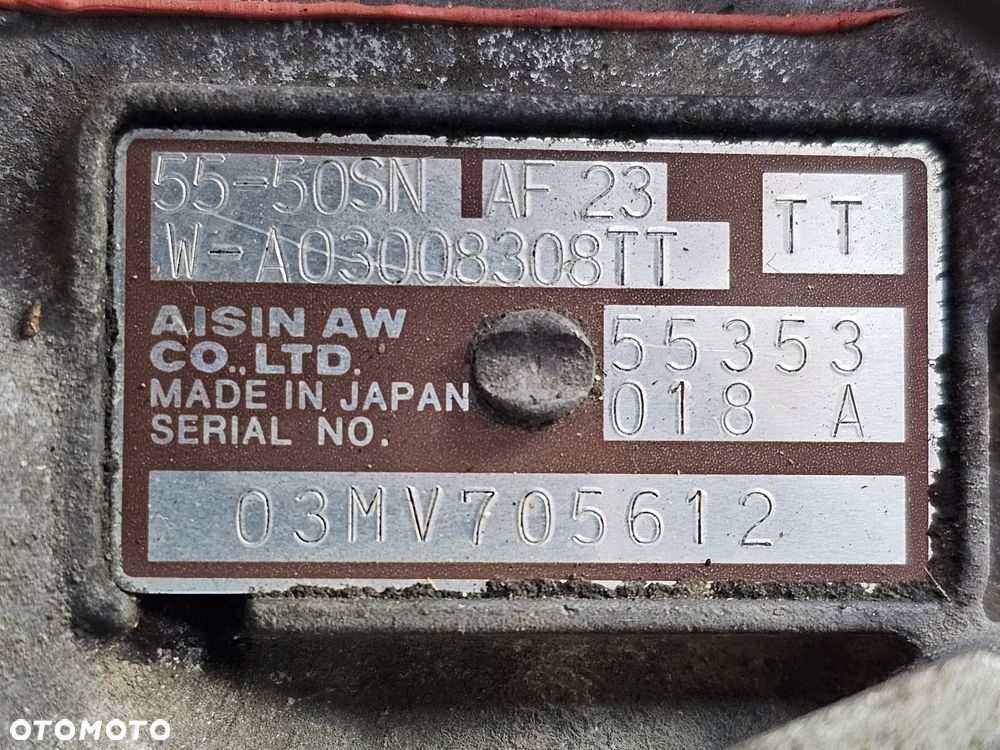 55-50SN AF 23
W-A03008308TT
TT
AISIN AW
CO., LTD.
MADE IN JAPAN
SERIAL NO.
55353
018 A
03MV705612
OTOMOTO